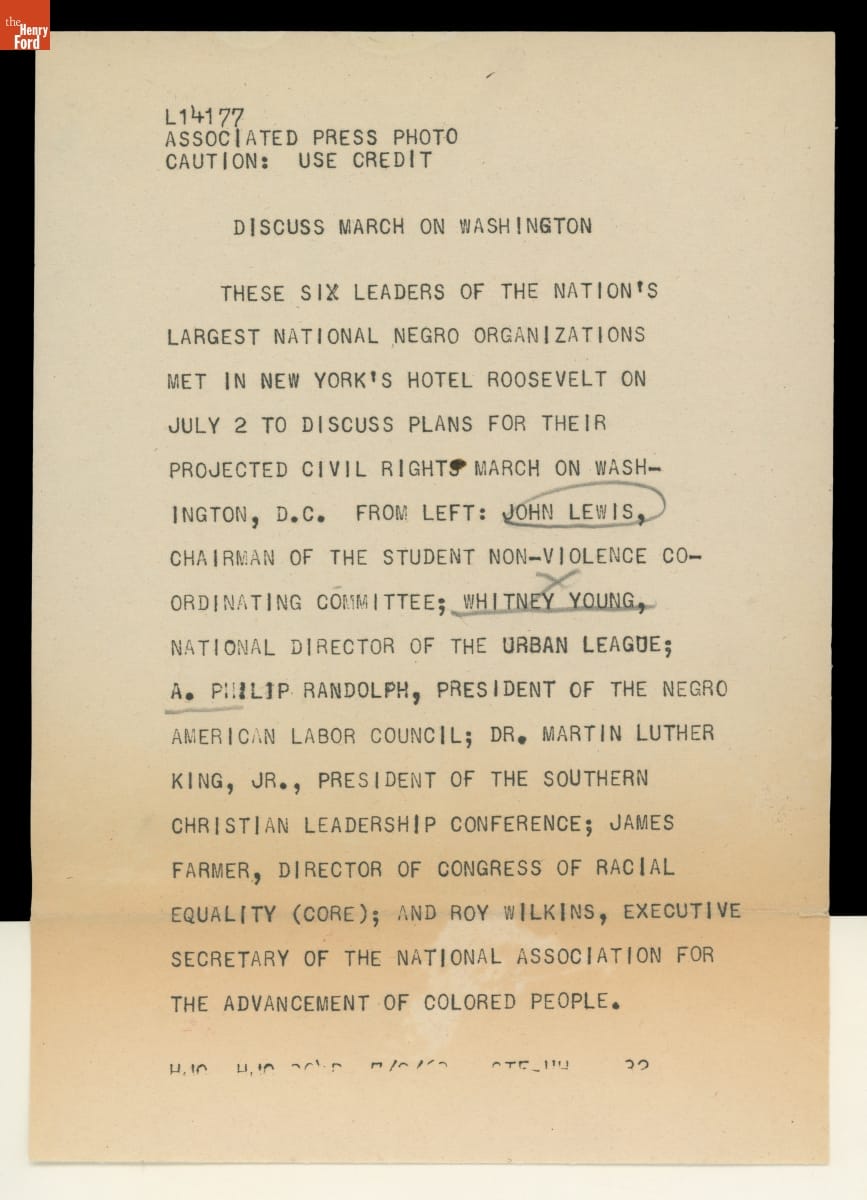 the
Henry
Ford
L14177
ASSOCIATED PRESS PHOTO
CAUTION: USE CREDIT
DISCUSS MARCH ON WASHINGTON
THESE SIX LEADERS OF THE NATION'S
LARGEST NATIONAL NEGRO ORGANIZATIONS
MET IN NEW YORK'S HOTEL ROOSEVELT ON
JULY 2 TO DISCUSS PLANS FOR THEIR
PROJECTED CIVIL RIGHTS MARCH ON WASH-
INGTON, D.C. FROM LEFT: JOHN LEWIS,
CHAIRMAN OF THE STUDENT NON-VIOLENCE CO-
ORDINATING COMMITTEE; WHITNEY YOUNG,
NATIONAL DIRECTOR OF THE URBAN LEAGUE;
A. PHILIP RANDOLPH, PRESIDENT OF THE NEGRO
AMERICAN LABOR COUNCIL; DR. MARTIN LUTHER
KING, JR., PRESIDENT OF THE SOUTHERN
CHRISTIAN LEADERSHIP CONFERENCE; JAMES
FARMER, DIRECTOR OF CONGRESS OF RACIAL
EQUALITY (CORE); AND ROY WILKINS, EXECUTIVE
SECRETARY OF THE NATIONAL ASSOCIATION FOR
THE ADVANCEMENT OF COLORED PEOPLE.